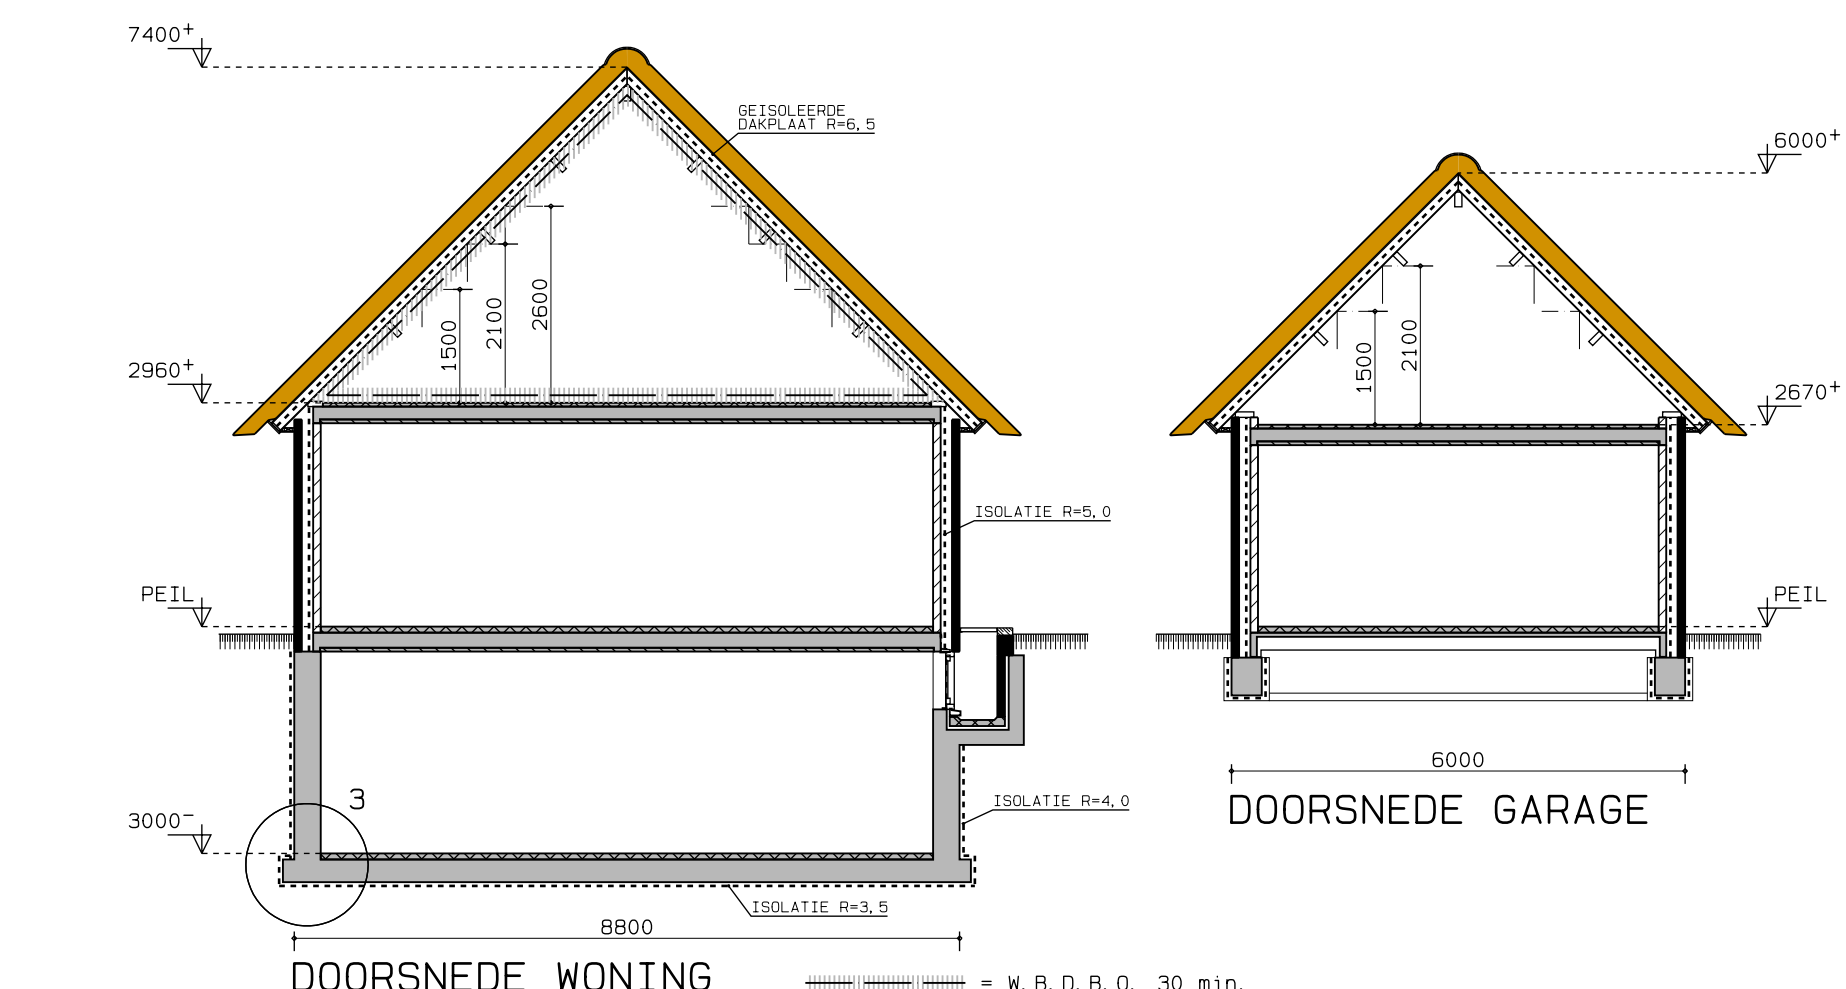 7400+
GEISOLEERDE
DAKPLAAT R=6,5
6000+
2600
2100
1500
2960+
2100
1500
2670+
ISOLATIE R=5,0
PEIL
PEIL
6000
DOORSNEDE GARAGE
3
3000-
ISOLATIE R=4,0
ISOLATIE R=3,5
8800
DOORSNEDE WONING
= W.B.D.B.O. 30 min.